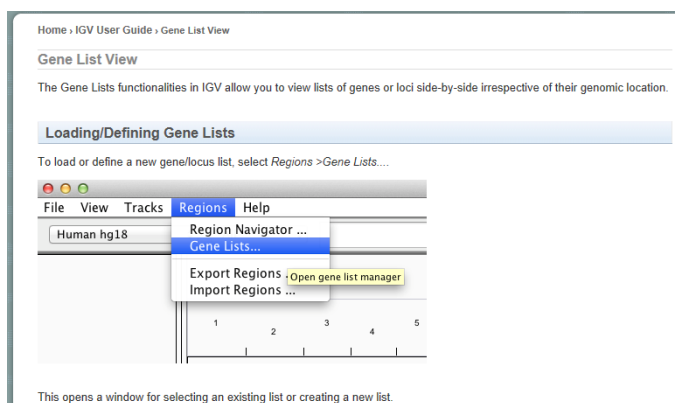 Home › IGV User Guide › Gene List View
Gene List View
The Gene Lists functionalities in IGV allow you to view lists of genes or loci side-by-side irrespective of their genomic location.
Loading/Defining Gene Lists
To load or define a new gene/locus list, select Regions >Gene Lists....
File View Tracks Regions Help
Human hg18
Region Navigator ...
Gene Lists...
Export Regions .
Open gene list manager
Import Regions ...
1 2 3 4 5
This opens a window for selecting an existing list or creating a new list.